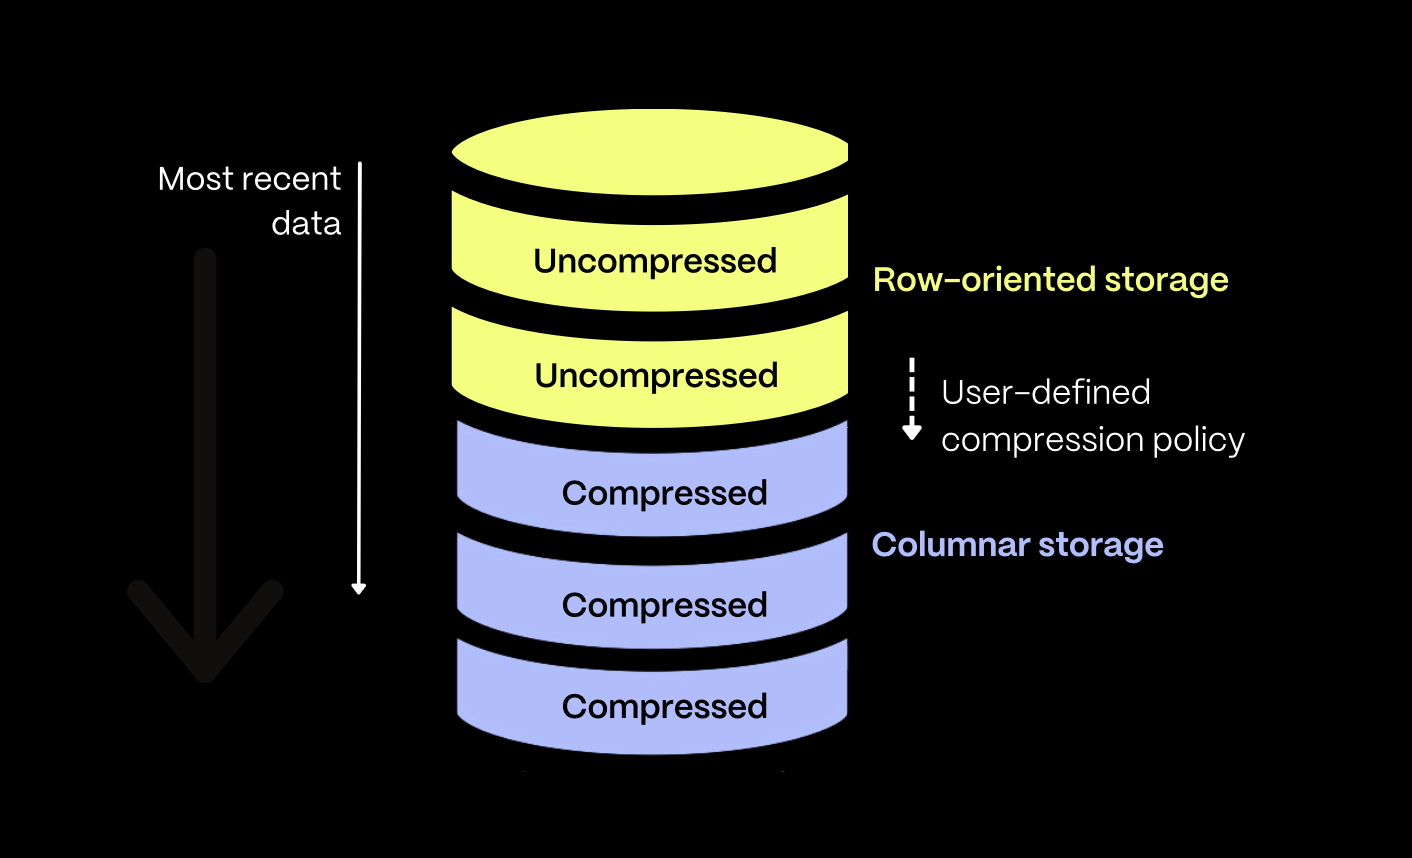 Most recent
data
Uncompressed
Row-oriented storage
Uncompressed
User-defined
compression policy
Compressed
Columnar storage
Compressed
Compressed